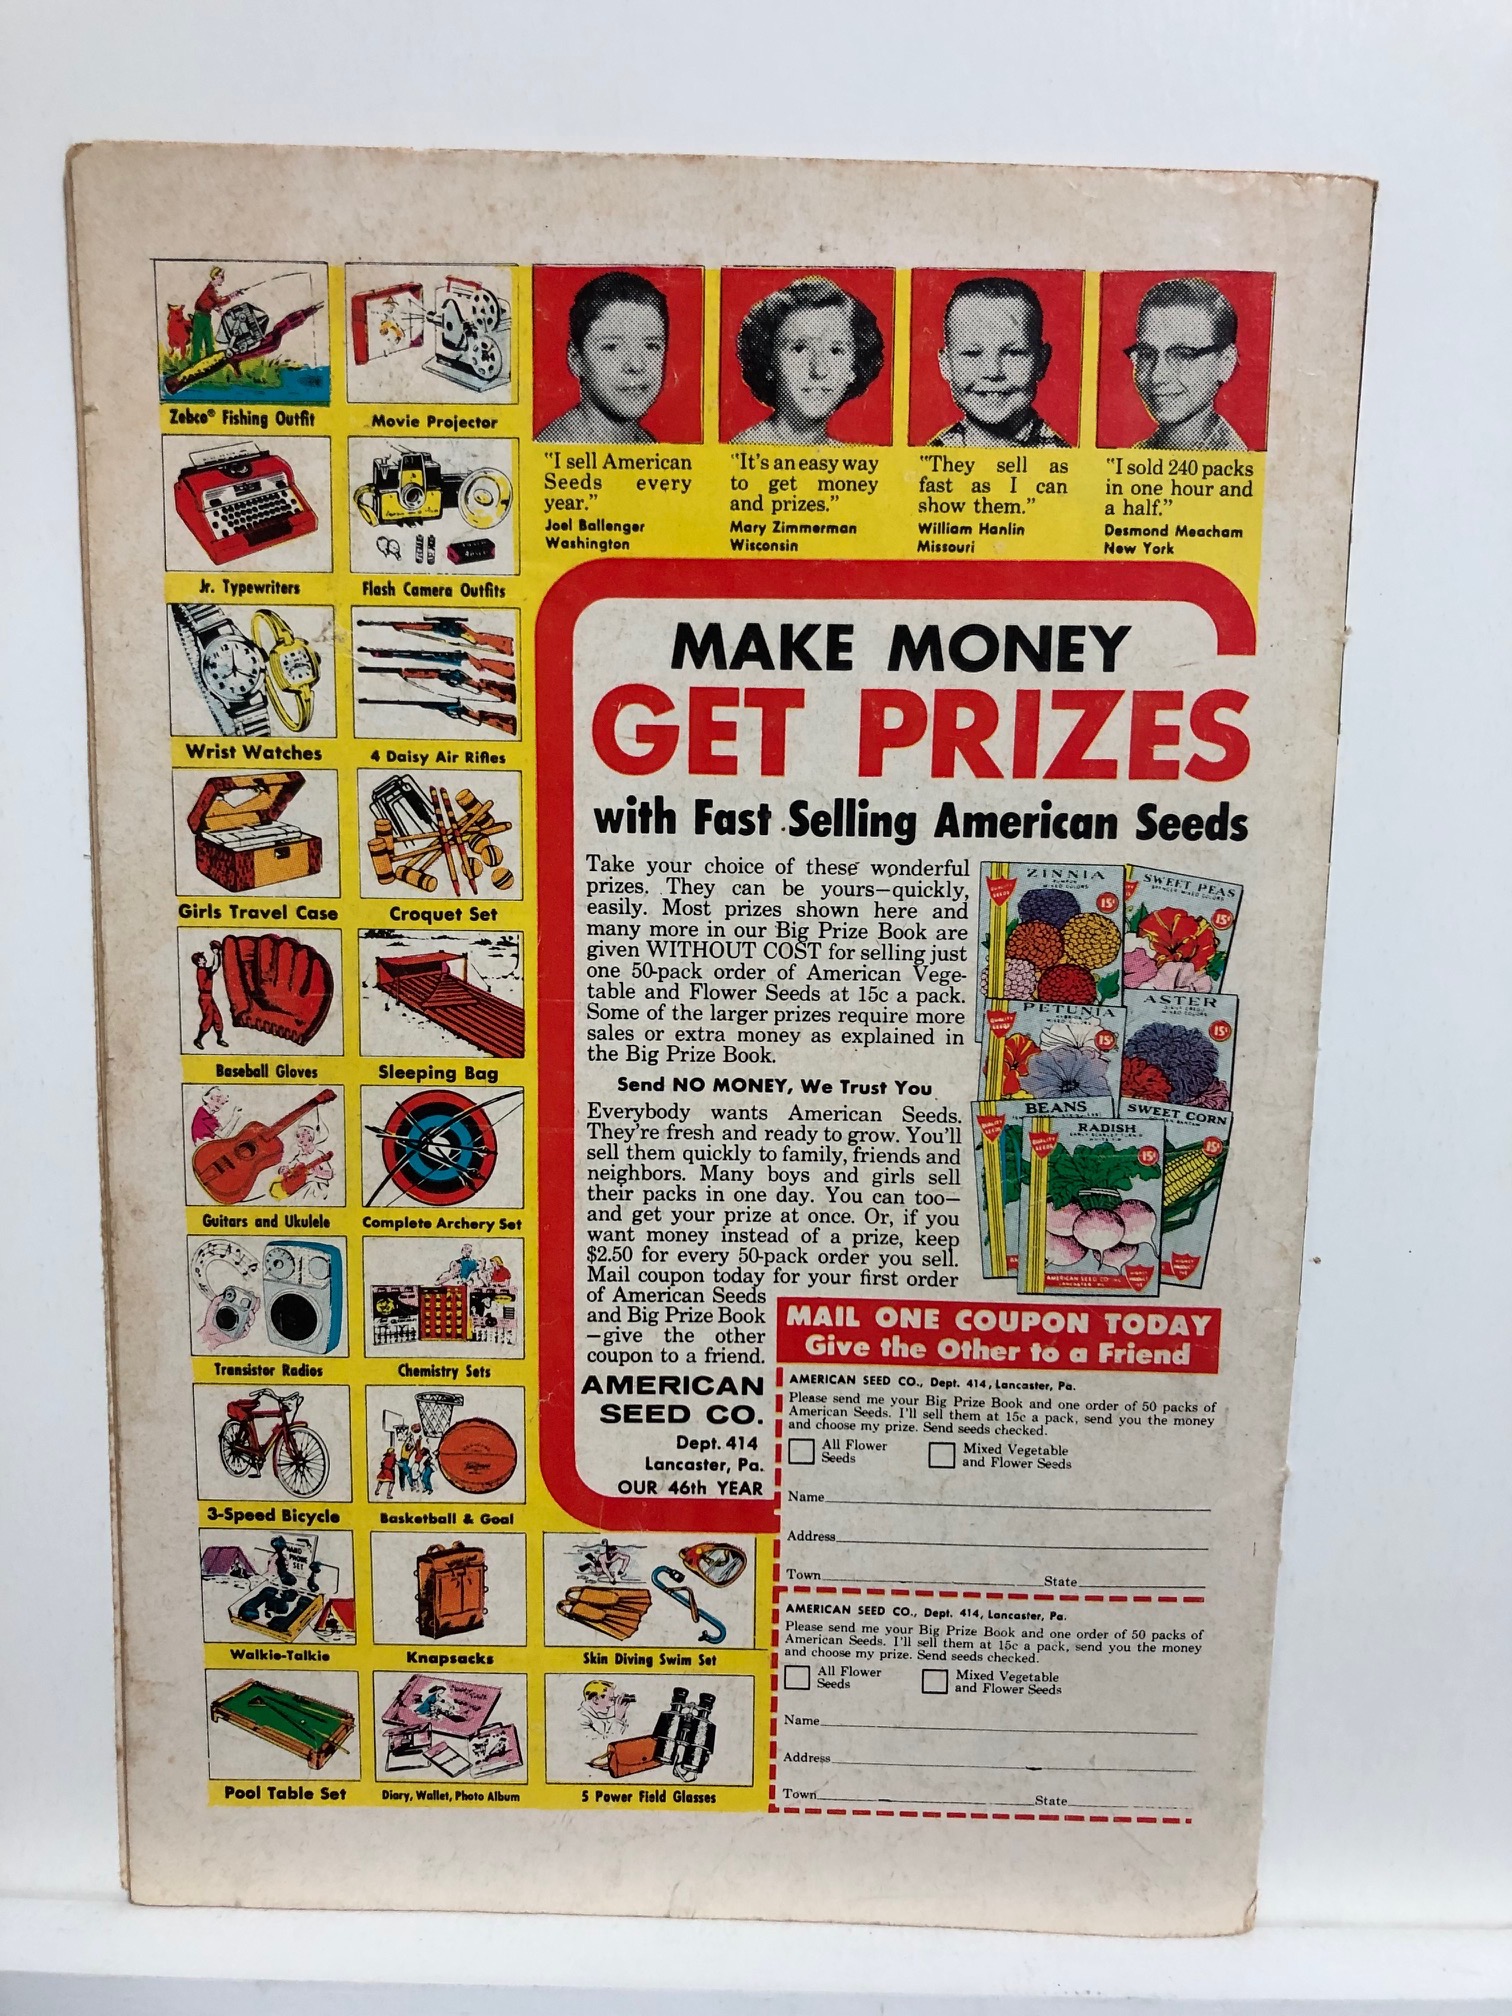 Zebco® Fishing Outfit
Movie Projector
Jr. Typewriters
Flash Camera Outfits
Wrist Watches
4 Daisy Air Rifles
Girls Travel Case
Croquet Set
Baseball Gloves
Sleeping Bag
Guitars and Ukulele
Complete Archery Set
Transistor Radios
Chemistry Sets
3-Speed Bicycle
Basketball & Goal
Walkie-Talkie
Knapsacks
Skin Diving Swim Set
Pool Table Set
Diary, Wallet, Photo Album
5 Power Field Glasses
"I sell American
Seeds every
year."
Joel Ballenger
Washington
"It's an easy way
to get money
and prizes."
Mary Zimmerman
Wisconsin
"They sell as
fast as I can
show them."
William Hanlin
Missouri
"I sold 240 packs
in one hour and
a half."
Desmond Meacham
New York
MAKE MONEY
GET PRIZES
with Fast Selling American Seeds
Take your choice of these wonderful
prizes. They can be yours—quickly,
easily. Most prizes shown here and
many more in our Big Prize Book are
given WITHOUT COST for selling just
one 50-pack order of American Vege-
table and Flower Seeds at 15c a pack.
Some of the larger prizes require more
sales or extra money as explained in
the Big Prize Book.
Send NO MONEY, We Trust You
Everybody wants American Seeds.
They're fresh and ready to grow. You'll
sell them quickly to family, friends and
neighbors. Many boys and girls sell
their packs in one day. You can too—
and get your prize at once. Or, if you
want money instead of a prize, keep
$2.50 for every 50-pack order you sell.
Mail coupon today for your first order
of American Seeds
and Big Prize Book
—give the other
coupon to a friend.
AMERICAN
SEED CO.
Dept. 414
Lancaster, Pa.
OUR 46th YEAR
ZINNIA
MIXED COLORS
15¢
SWEET PEAS
15¢
PETUNIA
MIXED COLORS
15¢
ASTER
MIXED COLORS
15¢
BEANS
SWEET CORN
15¢
RADISH
15¢
QUALITY SEEDS
AMERICAN SEED CO.
LANCASTER, PA.
MAIL ONE COUPON TODAY
Give the Other to a Friend
AMERICAN SEED CO., Dept. 414, Lancaster, Pa.
Please send me your Big Prize Book and one order of 50 packs of
American Seeds. I'll sell them at 15c a pack, send you the money
and choose my prize. Send seeds checked.
All Flower
Seeds
Mixed Vegetable
and Flower Seeds
Name
Address
Town State
AMERICAN SEED CO., Dept. 414, Lancaster, Pa.
Please send me your Big Prize Book and one order of 50 packs of
American Seeds. I'll sell them at 15c a pack, send you the money
and choose my prize. Send seeds checked.
All Flower
Seeds
Mixed Vegetable
and Flower Seeds
Name
Address
Town State